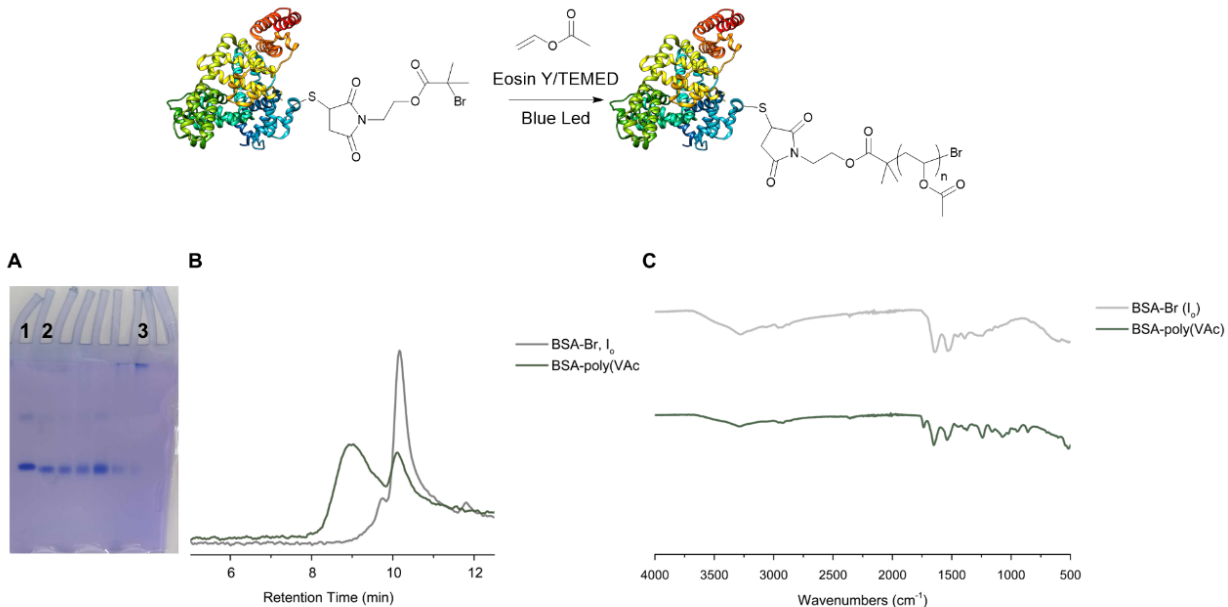 O
O
Eosin Y/TEMED
Blue Led
S
O
N
O
O
O
Br
S
O
N
O
O
O
Br
n
O
O
A
1 2 3
B
BSA-Br, I₀
BSA-poly(VAc
6 8 10 12
Retention Time (min)
C
BSA-Br (I₀)
BSA-poly(VAc)
4000 3500 3000 2500 2000 1500 1000 500
Wavenumbers (cm⁻¹)